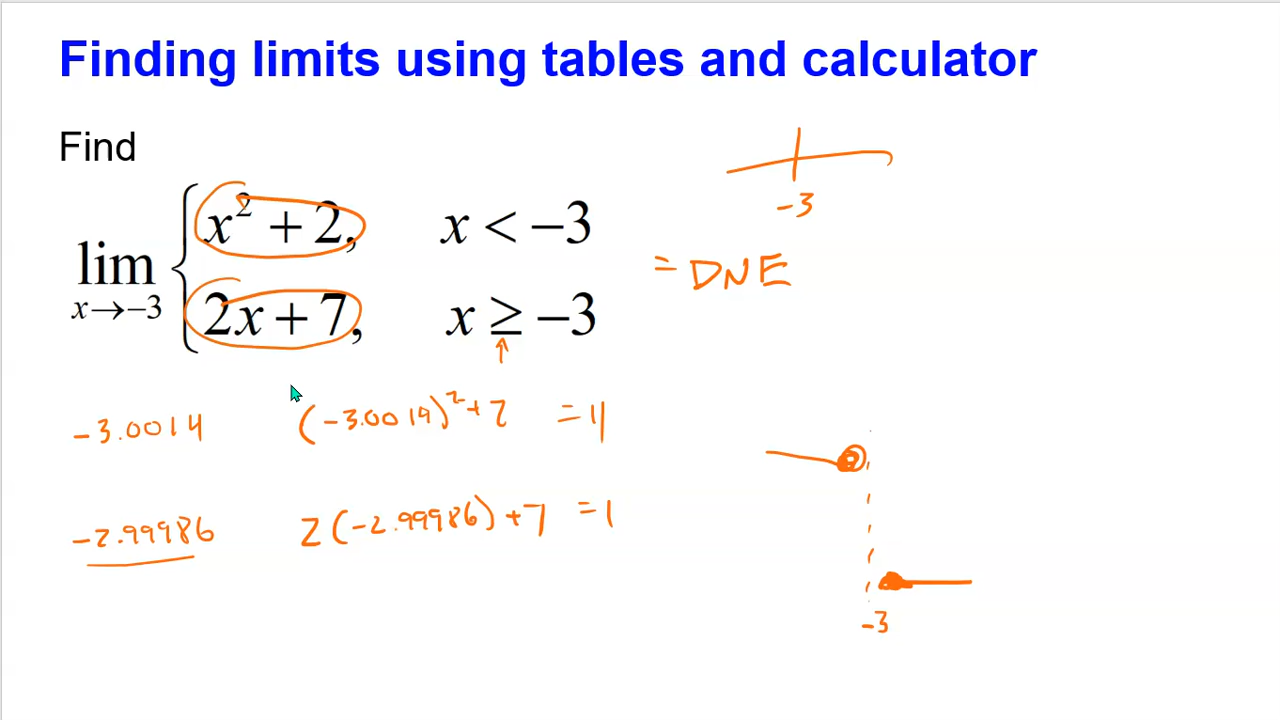 Finding limits using tables and calculator
Find
-3
x² + 2, x < −3
lim x→−3
= DNE
2x + 7, x ≥ −3
-3.0014 (-3.0014)² + 2 = 11
-2.99986 2(-2.99986) + 7 = 1
-3